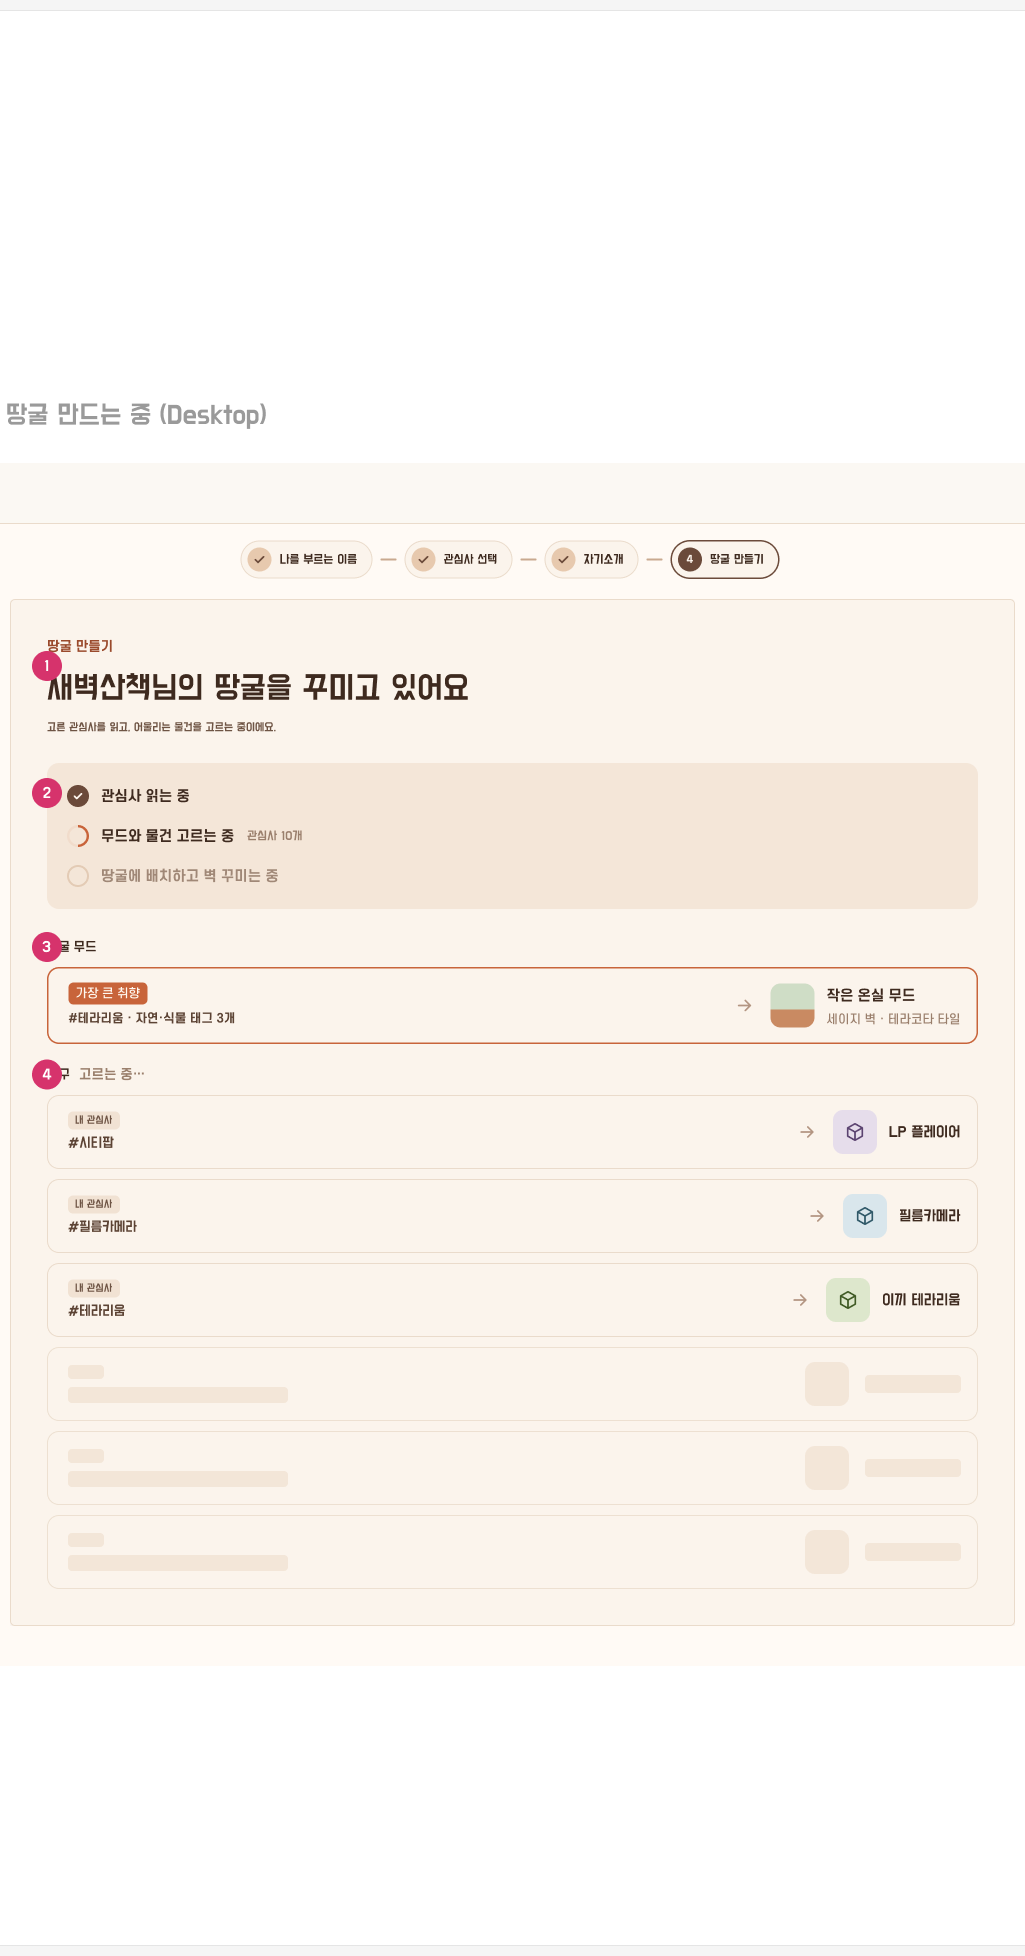 땅굴 만드는 중 (Desktop)
나를 부르는 이름
관심사 선택
자기소개
4 땅굴 만들기
땅굴 만들기
1
새벽산책님의 땅굴을 꾸미고 있어요
고른 관심사를 읽고, 어울리는 물건을 고르는 중이에요.
2
관심사 읽는 중
무드와 물건 고르는 중 관심사 10개
땅굴에 배치하고 벽 꾸미는 중
3 굴 무드
가장 큰 취향
#테라리움 · 자연·식물 태그 3개
작은 온실 무드
세이지 벽 · 테라코타 타일
4 구 고르는 중…
내 관심사
#시티팝
LP 플레이어
내 관심사
#필름카메라
필름카메라
내 관심사
#테라리움
이끼 테라리움